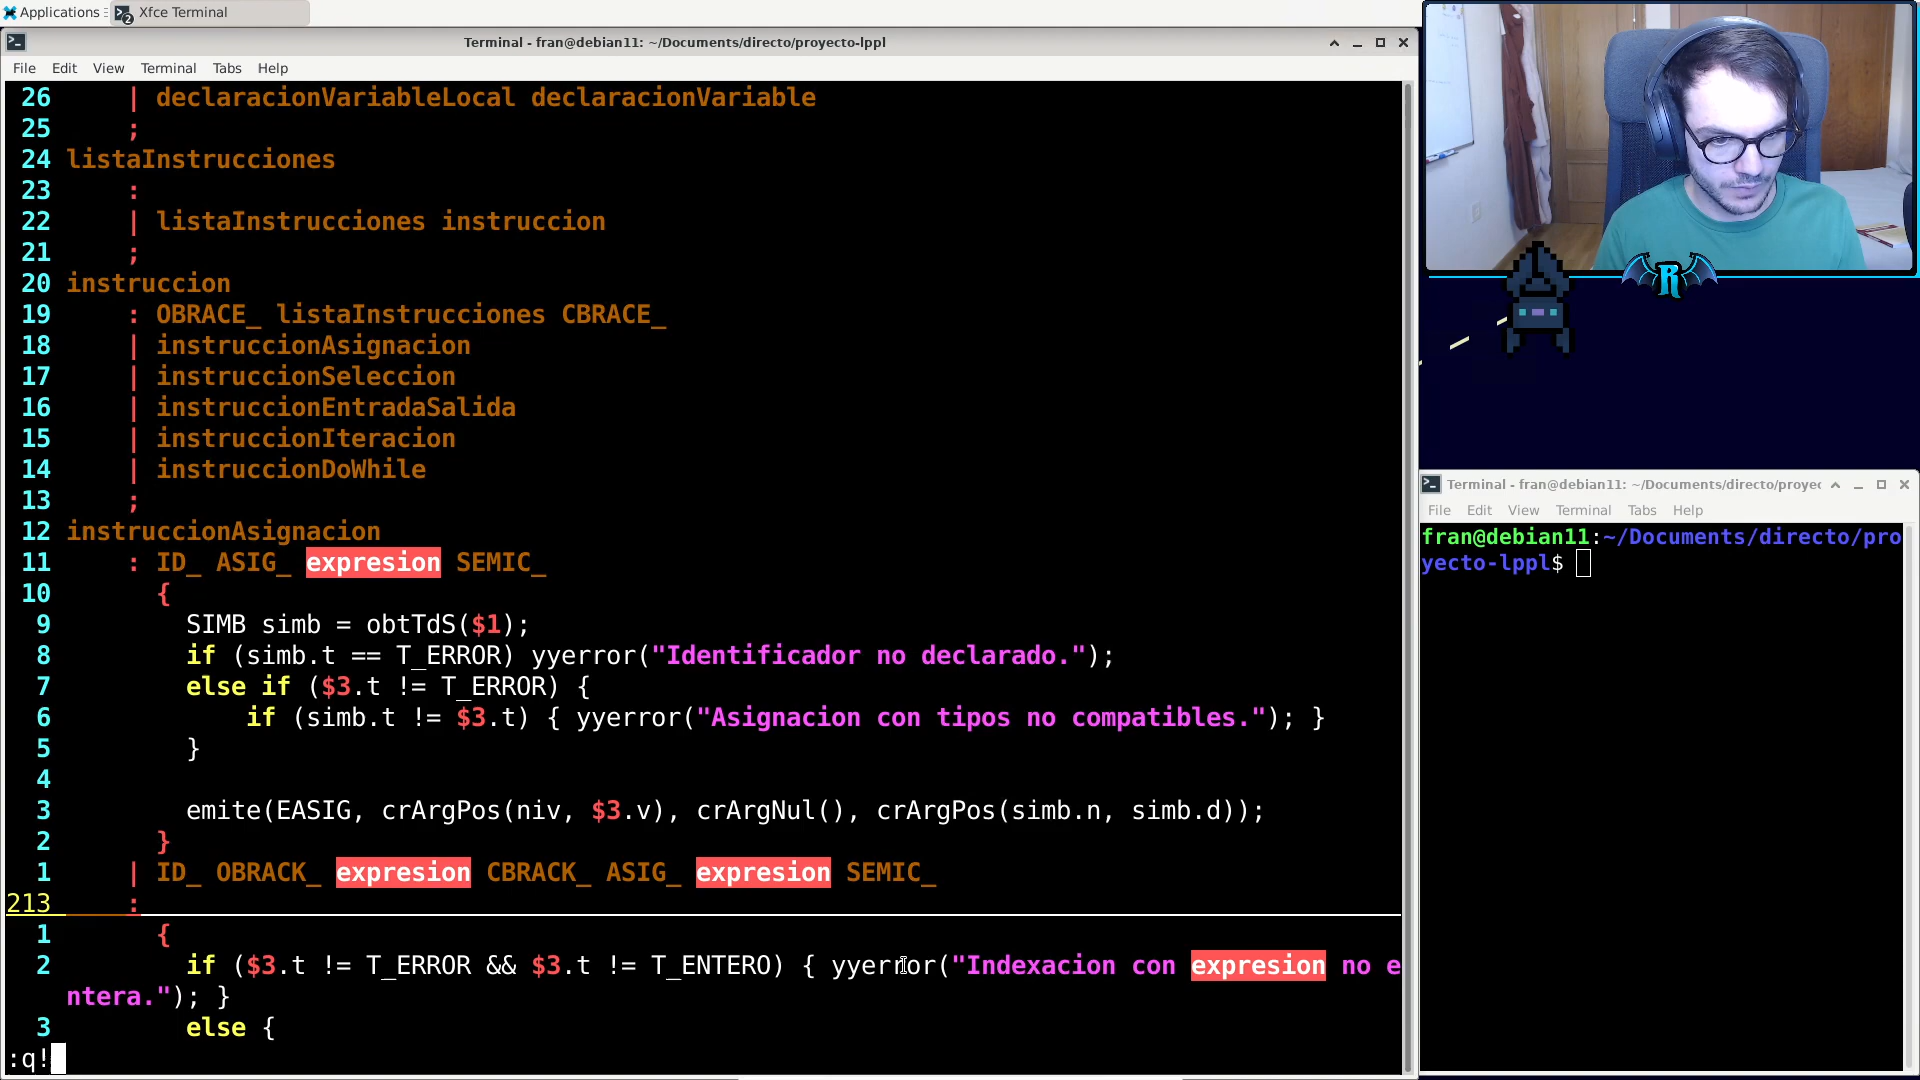 Applications
Xfce Terminal
Terminal - fran@debian11: ~/Documents/directo/proyecto-lppl
File Edit View Terminal Tabs Help
26 | declaracionVariableLocal declaracionVariable
25 ;
24 listaInstrucciones
23 :
22 | listaInstrucciones instruccion
21 ;
20 instruccion
19 : OBRACE_ listaInstrucciones CBRACE_
18 | instruccionAsignacion
17 | instruccionSeleccion
16 | instruccionEntradaSalida
15 | instruccionIteracion
14 | instruccionDoWhile
13 ;
12 instruccionAsignacion
11 : ID_ ASIG_ expresion SEMIC_
10 {
9 SIMB simb = obtTdS($1);
8 if (simb.t == T_ERROR) yyerror("Identificador no declarado.");
7 else if ($3.t != T_ERROR) {
6 if (simb.t != $3.t) { yyerror("Asignacion con tipos no compatibles."); }
5 }
4
3 emite(EASIG, crArgPos(niv, $3.v), crArgNul(), crArgPos(simb.n, simb.d));
2 }
1 | ID_ OBRACK_ expresion CBRACK_ ASIG_ expresion SEMIC_
213 :
1 {
2 if ($3.t != T_ERROR && $3.t != T_ENTERO) { yyerror("Indexacion con expresion no e
ntera."); }
3 else {
:q!
R
Terminal - fran@debian11: ~/Documents/directo/proyec
File Edit View Terminal Tabs Help
fran@debian11:~/Documents/directo/pro
yecto-lppl$